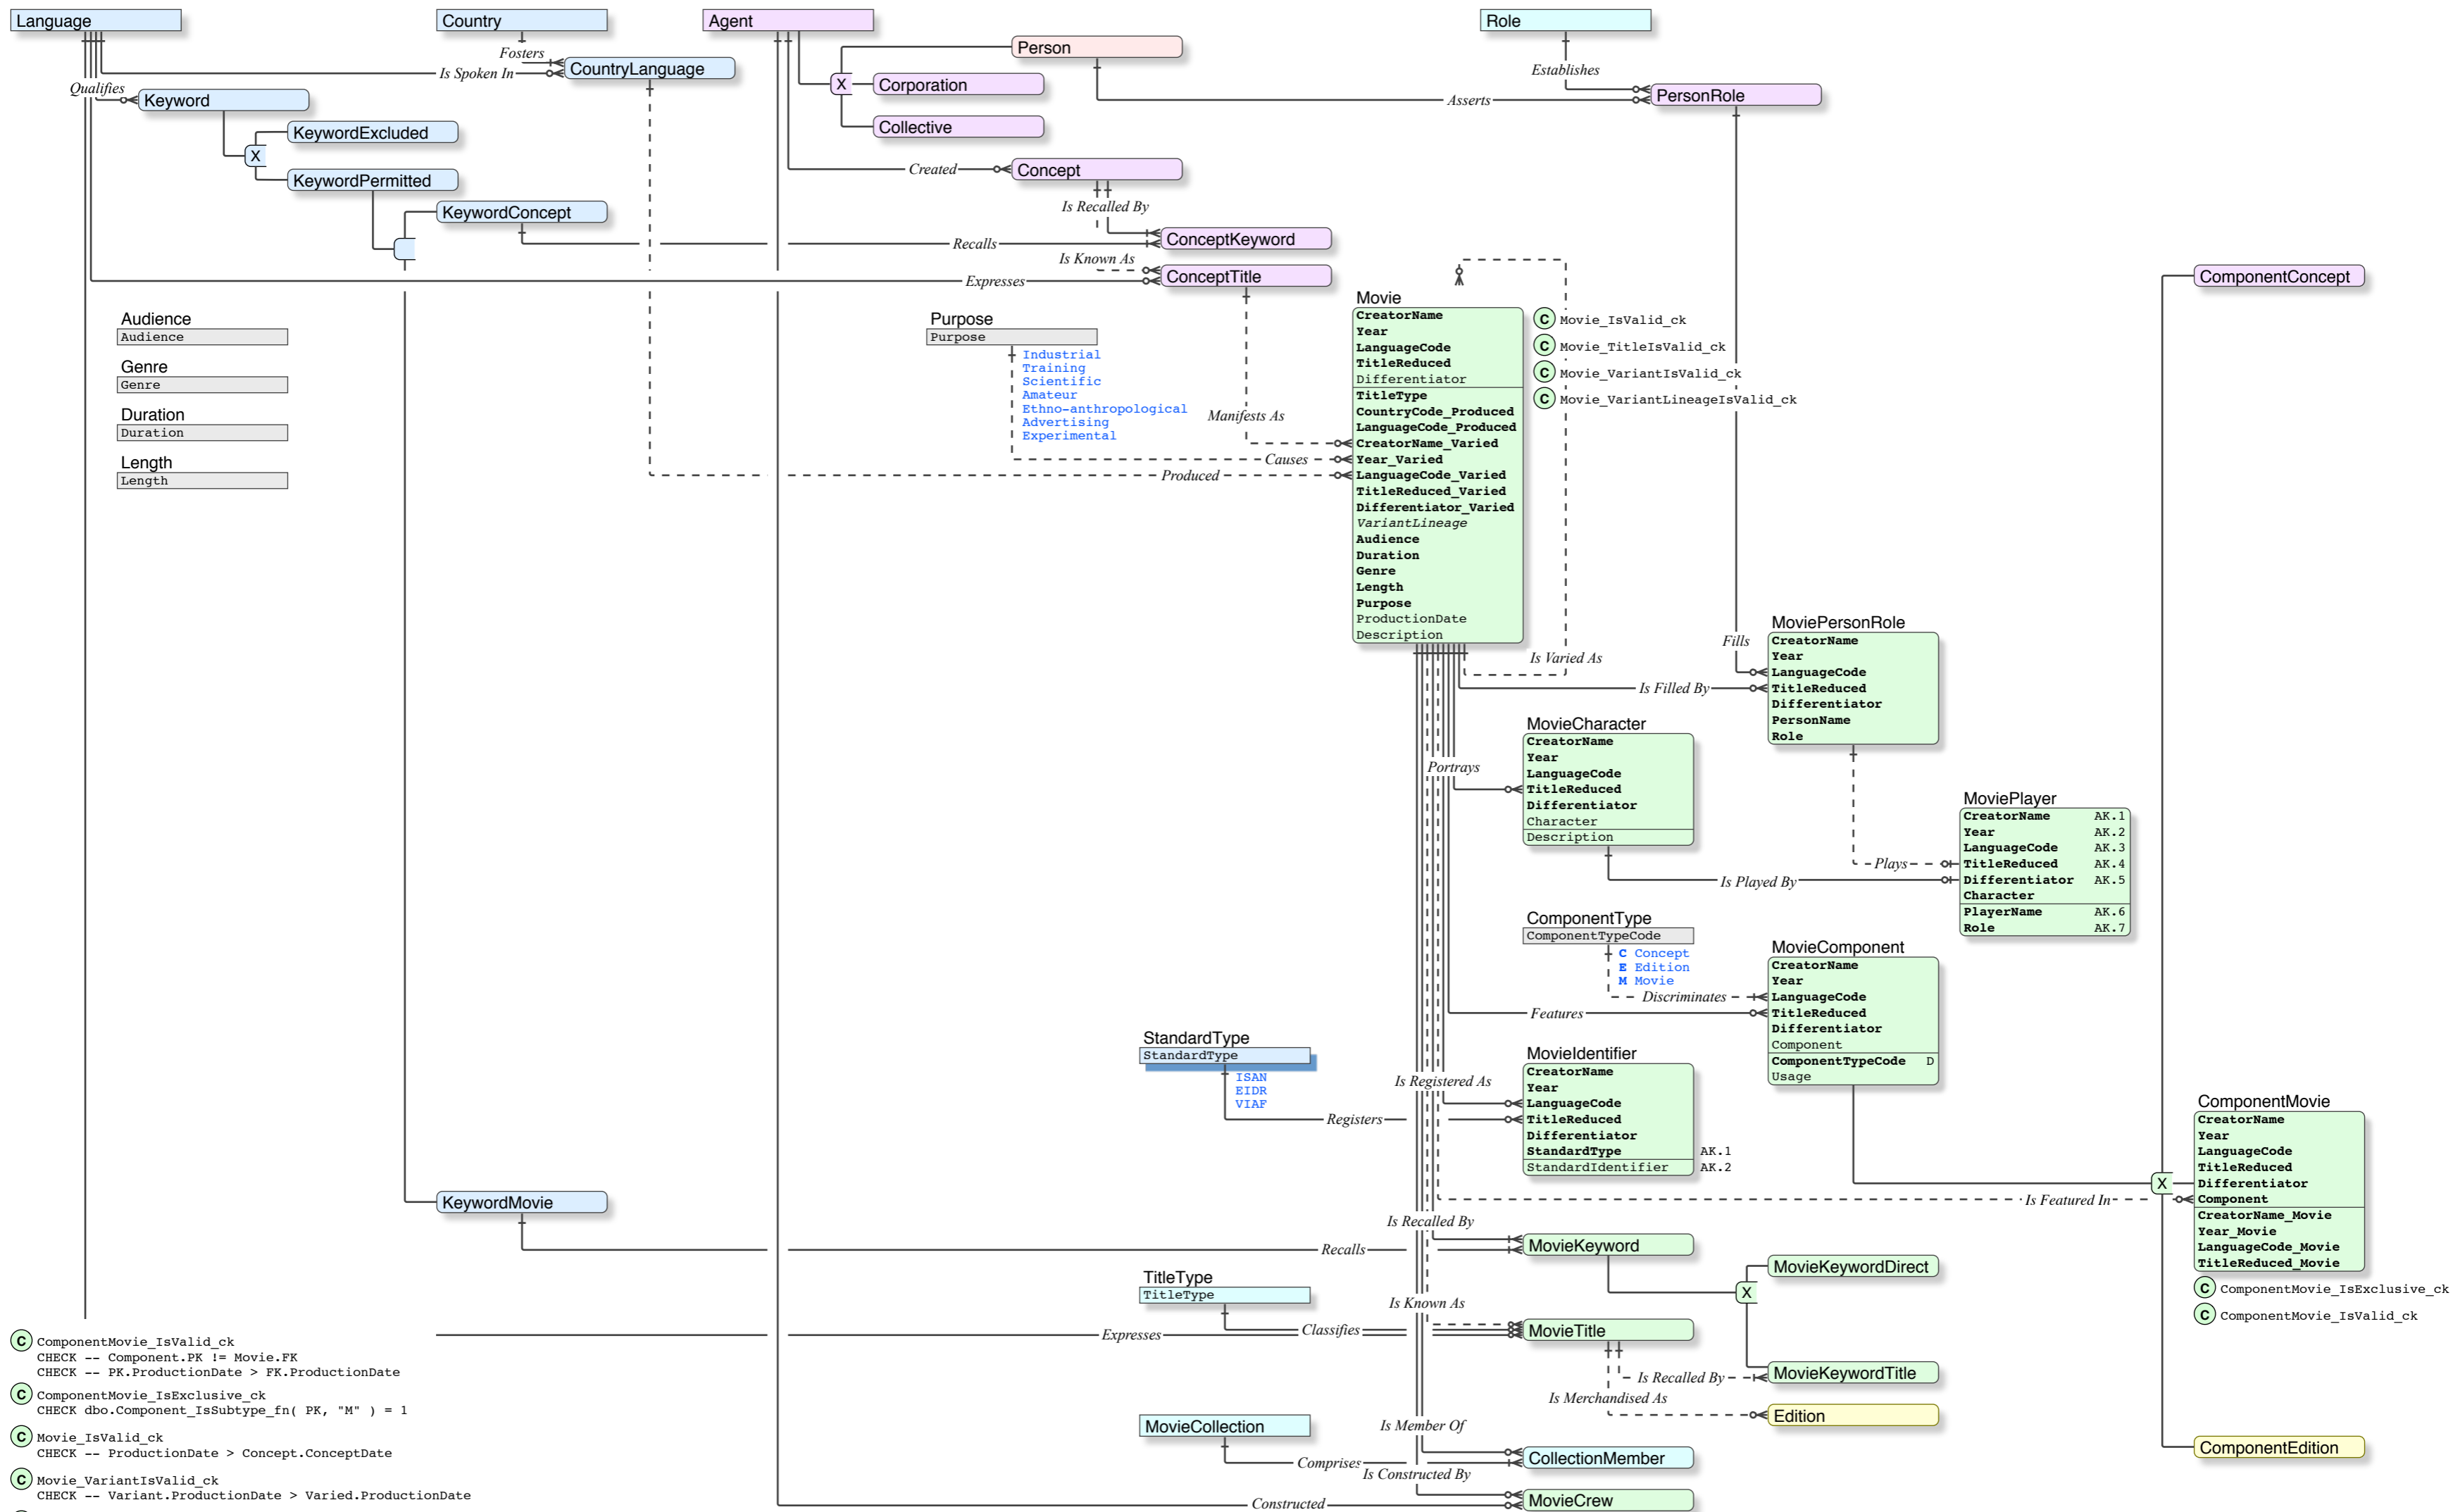 Language
Country
Agent
Role
Fosters
Person
Is Spoken In
CountryLanguage
Establishes
Qualifies
Corporation
X
Keyword
Asserts
PersonRole
KeywordExcluded
Collective
X
Created
Concept
KeywordPermitted
Is Recalled By
KeywordConcept
Recalls
ConceptKeyword
Is Known As
ConceptTitle
Expresses
ComponentConcept
Audience
Audience
Genre
Genre
Duration
Duration
Length
Length
Purpose
Purpose
Industrial
Training
Scientific
Amateur
Ethno-anthropological
Advertising
Experimental
Manifests As
Causes
Produced
Movie
CreatorName
Year
LanguageCode
TitleReduced
Differentiator
TitleType
CountryCode_Produced
LanguageCode_Produced
CreatorName_Varied
Year_Varied
LanguageCode_Varied
TitleReduced_Varied
Differentiator_Varied
VariantLineage
Audience
Duration
Genre
Length
Purpose
ProductionDate
Description
C Movie_IsValid_ck
C Movie_TitleIsValid_ck
C Movie_VariantIsValid_ck
C Movie_VariantLineageIsValid_ck
Is Varied As
Fills
Is Filled By
MoviePersonRole
CreatorName
Year
LanguageCode
TitleReduced
Differentiator
PersonName
Role
Portrays
MovieCharacter
CreatorName
Year
LanguageCode
TitleReduced
Differentiator
Character
Description
Plays
Is Played By
MoviePlayer
CreatorName AK.1
Year AK.2
LanguageCode AK.3
TitleReduced AK.4
Differentiator AK.5
Character
PlayerName AK.6
Role AK.7
ComponentType
ComponentTypeCode
C Concept
E Edition
M Movie
Discriminates
Features
MovieComponent
CreatorName
Year
LanguageCode
TitleReduced
Differentiator
Component
ComponentTypeCode D
Usage
StandardType
StandardType
ISAN
EIDR
VIAF
Is Registered As
Registers
MovieIdentifier
CreatorName
Year
LanguageCode
TitleReduced
Differentiator
StandardType AK.1
StandardIdentifier AK.2
ComponentMovie
CreatorName
Year
LanguageCode
TitleReduced
Differentiator
Component
CreatorName_Movie
Year_Movie
LanguageCode_Movie
TitleReduced_Movie
C ComponentMovie_IsExclusive_ck
C ComponentMovie_IsValid_ck
X
Is Featured In
KeywordMovie
Is Recalled By
Recalls
MovieKeyword
MovieKeywordDirect
X
TitleType
TitleType
Is Known As
Classifies
Expresses
MovieTitle
MovieKeywordTitle
Is Recalled By
Is Merchandised As
Edition
MovieCollection
Is Member Of
Comprises
CollectionMember
ComponentEdition
Is Constructed By
Constructed
MovieCrew
C ComponentMovie_IsValid_ck
CHECK -- Component.PK != Movie.FK
CHECK -- PK.ProductionDate > FK.ProductionDate
C ComponentMovie_IsExclusive_ck
CHECK dbo.Component_IsSubtype_fn( PK, "M" ) = 1
C Movie_IsValid_ck
CHECK -- ProductionDate > Concept.ConceptDate
C Movie_VariantIsValid_ck
CHECK -- Variant.ProductionDate > Varied.ProductionDate